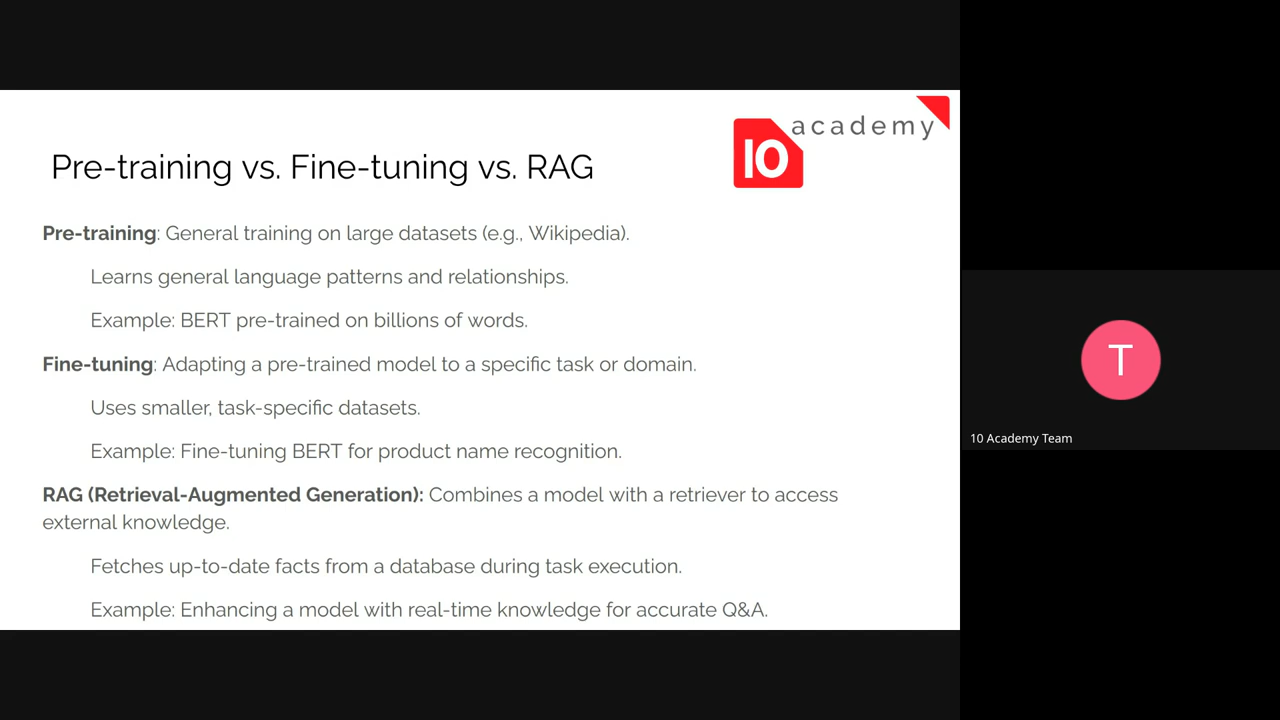 10 academy
Pre-training vs. Fine-tuning vs. RAG
Pre-training: General training on large datasets (e.g., Wikipedia).
Learns general language patterns and relationships.
Example: BERT pre-trained on billions of words.
Fine-tuning: Adapting a pre-trained model to a specific task or domain.
Uses smaller, task-specific datasets.
Example: Fine-tuning BERT for product name recognition.
RAG (Retrieval-Augmented Generation): Combines a model with a retriever to access
external knowledge.
Fetches up-to-date facts from a database during task execution.
Example: Enhancing a model with real-time knowledge for accurate Q&A.
T
10 Academy Team